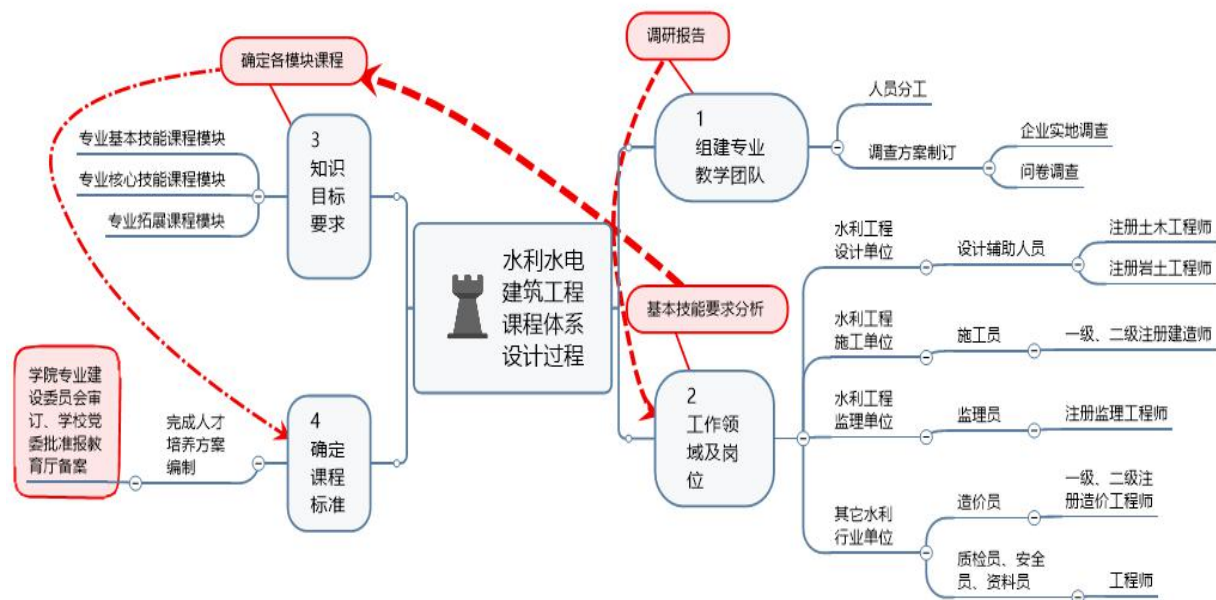 水利水电
建筑工程
课程体系
设计过程
调研报告
1
组建专业
教学团队
人员分工
调查方案制订
企业实地调查
问卷调查
基本技能要求分析
2
工作领
域及岗
位
水利工程
设计单位
设计辅助人员
注册土木工程师
注册岩土工程师
水利工程
施工单位
施工员
一级、二级注册建造师
水利工程
监理单位
监理员
注册监理工程师
其它水利
行业单位
造价员
一级、二级注
册造价工程师
质检员、安全
员、资料员
工程师
确定各模块课程
3
知识
目标
要求
专业基本技能课程模块
专业核心技能课程模块
专业拓展课程模块
4
确定
课程
标准
完成人才
培养方案
编制
学院专业建
设委员会审
订、学校党
委批准报教
育厅备案